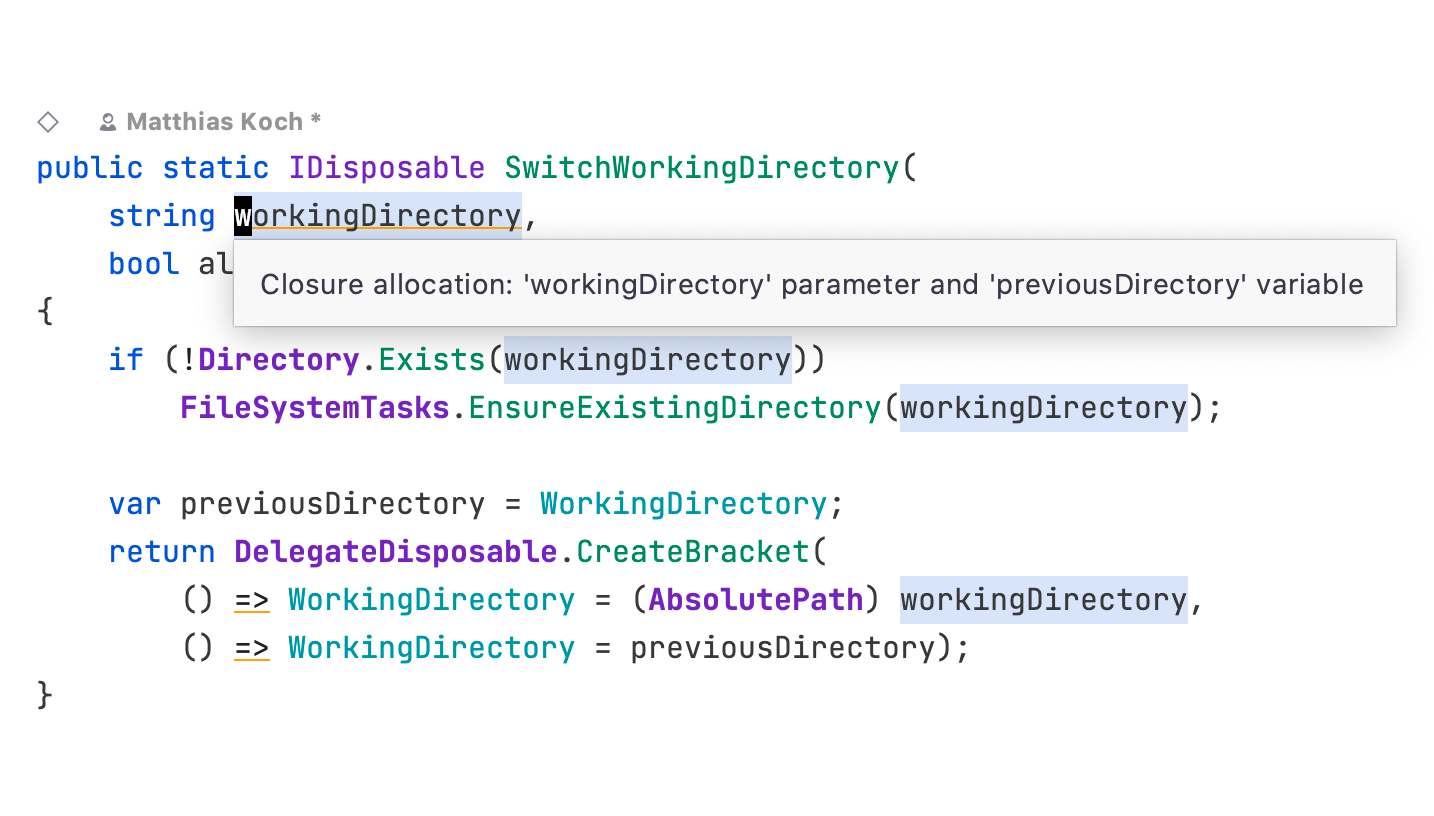 Matthias Koch *
public static IDisposable SwitchWorkingDirectory(
string workingDirectory,
bool al
Closure allocation: 'workingDirectory' parameter and 'previousDirectory' variable
{
if (!Directory.Exists(workingDirectory))
FileSystemTasks.EnsureExistingDirectory(workingDirectory);
var previousDirectory = WorkingDirectory;
return DelegateDisposable.CreateBracket(
() => WorkingDirectory = (AbsolutePath) workingDirectory,
() => WorkingDirectory = previousDirectory);
}